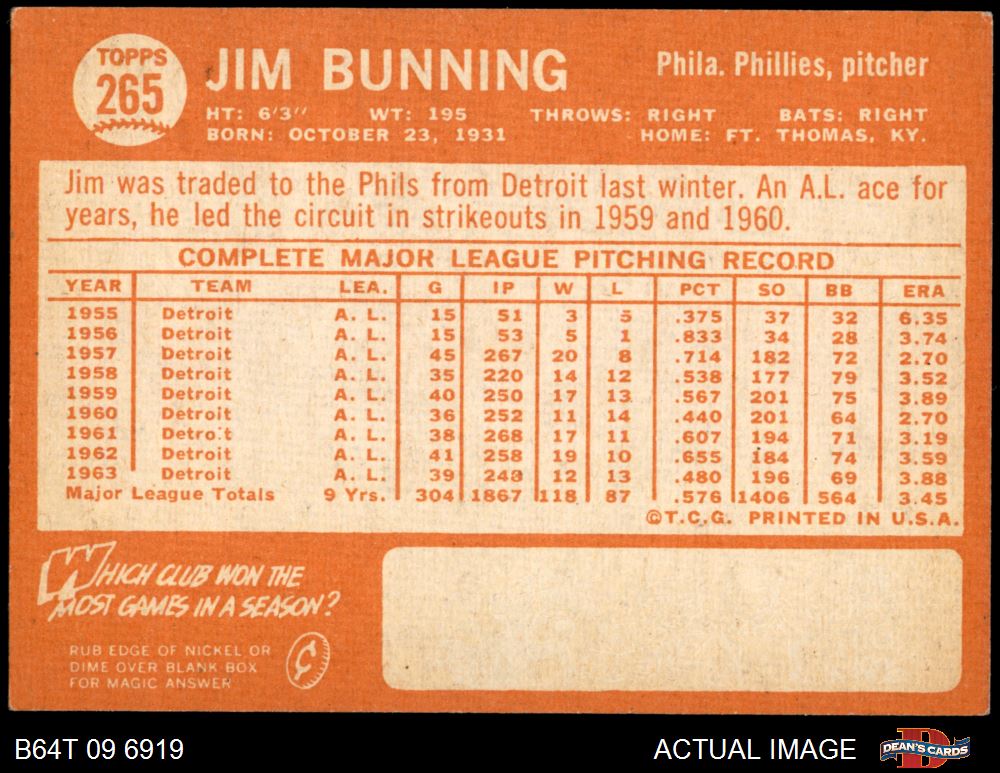 TOPPS
265
JIM BUNNING
Phila. Phillies, pitcher
HT: 6'3" WT: 195 THROWS: RIGHT BATS: RIGHT
BORN: OCTOBER 23, 1931 HOME: FT. THOMAS, KY.
Jim was traded to the Phils from Detroit last winter. An A.L. ace for
years, he led the circuit in strikeouts in 1959 and 1960.
COMPLETE MAJOR LEAGUE PITCHING RECORD
YEAR TEAM LEA. G IP W L PCT SO BB ERA
1955 Detroit A. L. 15 51 3 5 .375 37 32 6.35
1956 Detroit A. L. 15 53 5 1 .833 34 28 3.74
1957 Detroit A. L. 45 267 20 8 .714 182 72 2.70
1958 Detroit A. L. 35 220 14 12 .538 177 79 3.52
1959 Detroit A. L. 40 250 17 13 .567 201 75 3.89
1960 Detroit A. L. 36 252 11 14 .440 201 64 2.70
1961 Detroit A. L. 38 268 17 11 .607 194 71 3.19
1962 Detroit A. L. 41 258 19 10 .655 184 74 3.59
1963 Detroit A. L. 39 248 12 13 .480 196 69 3.88
Major League Totals 9 Yrs. 304 1867 118 87 .576 1406 564 3.45
©T.C.G. PRINTED IN U.S.A.
WHICH CLUB WON THE
MOST GAMES IN A SEASON?
RUB EDGE OF NICKEL OR
DIME OVER BLANK BOX
FOR MAGIC ANSWER
¢
B64T 09 6919 ACTUAL IMAGE
DEAN'S CARDS